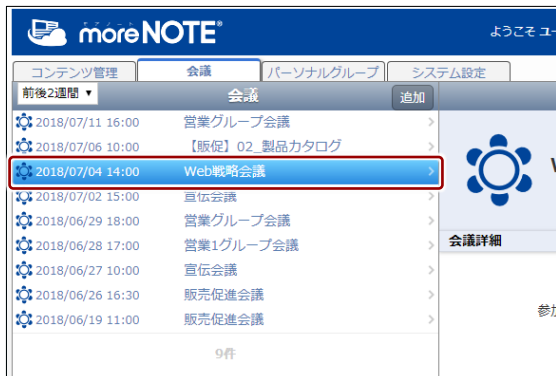 モアノート
moreNOTE®
ようこそ ユー
コンテンツ管理 会議 パーソナルグループ システム設定
前後2週間 ▼ 会議 追加
2018/07/11 16:00 営業グループ会議
2018/07/06 10:00 【販促】02_製品カタログ
2018/07/04 14:00 Web戦略会議
2018/07/02 15:00 宣伝会議
2018/06/29 18:00 営業グループ会議
2018/06/28 17:00 営業1グループ会議
2018/06/27 10:00 宣伝会議
2018/06/26 16:30 販売促進会議
2018/06/19 11:00 販売促進会議
9件
会議詳細